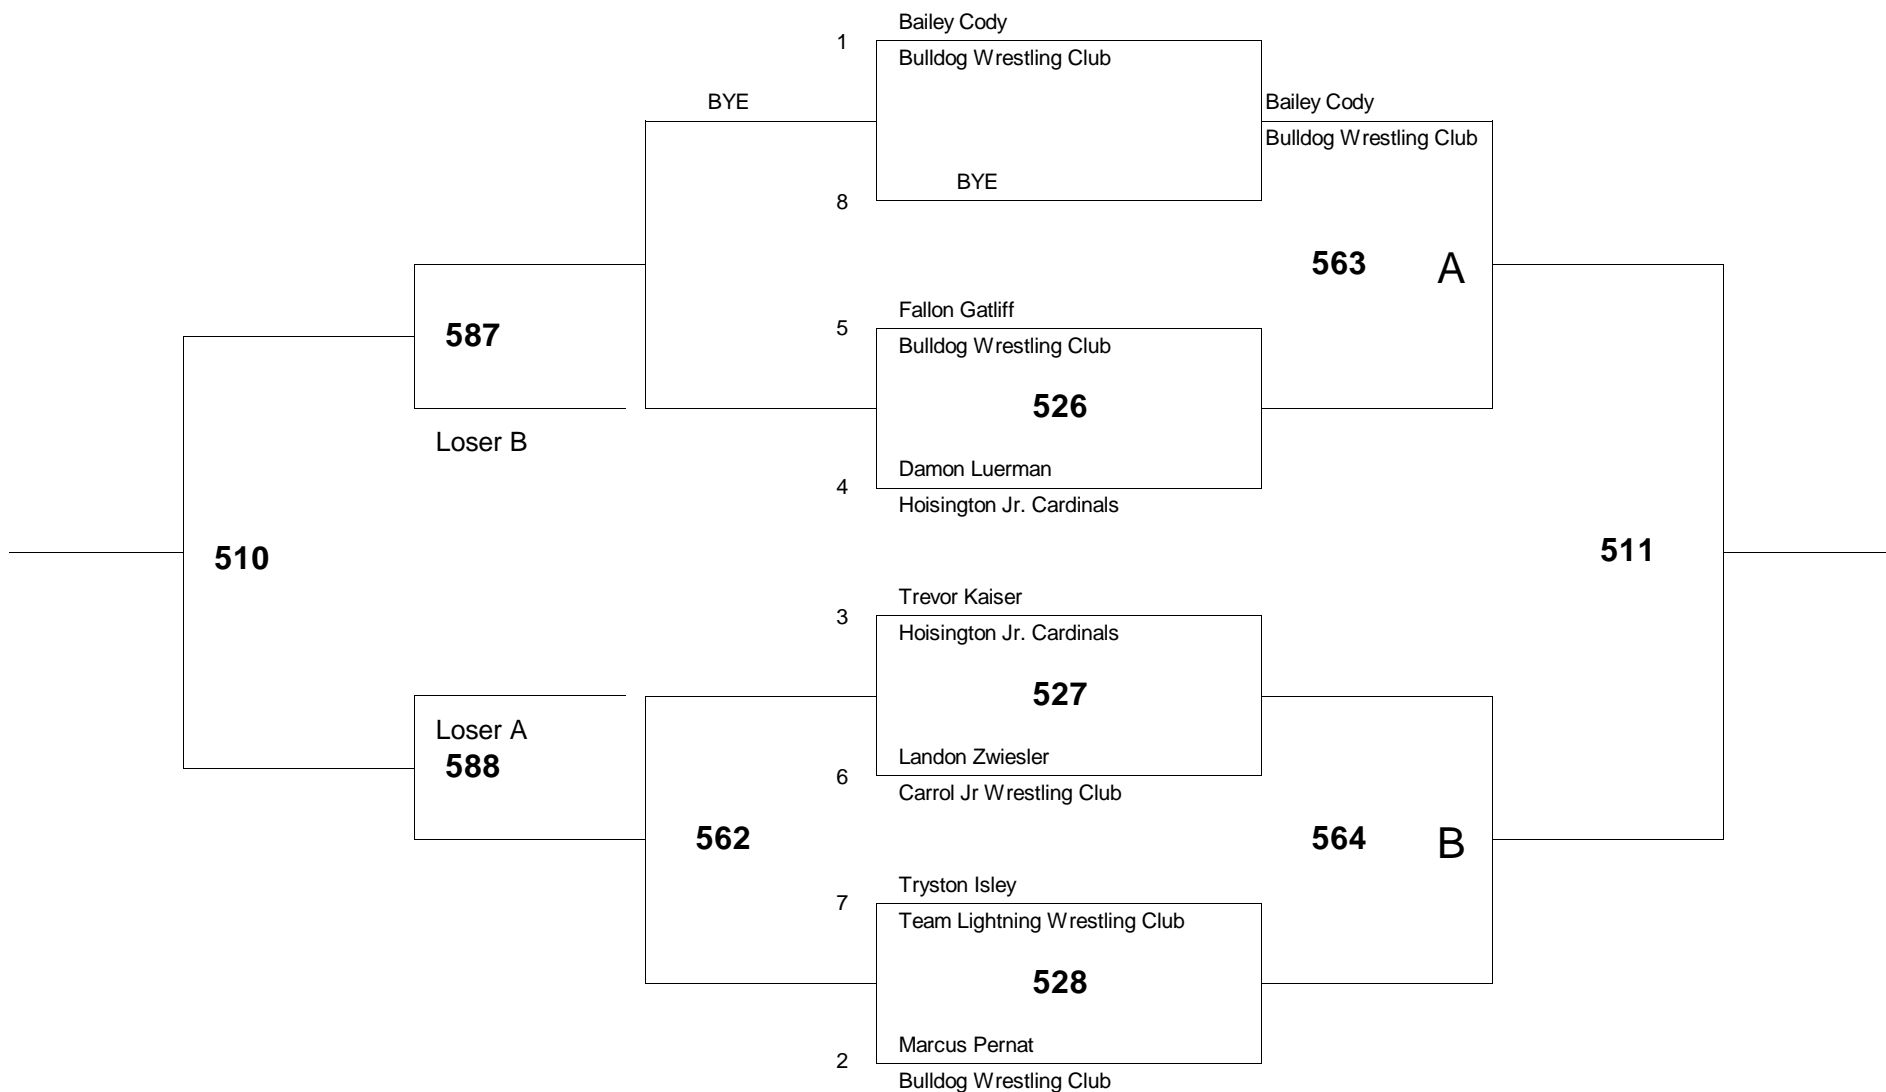 Bailey Cody
1
Bulldog Wrestling Club
BYE
Bailey Cody
Bulldog Wrestling Club
BYE
8
563 A
Fallon Gatliff
5
Bulldog Wrestling Club
587
526
Loser B
Damon Luerman
4
Hoisington Jr. Cardinals
510
511
Trevor Kaiser
3
Hoisington Jr. Cardinals
527
Loser A
588
Landon Zwiesler
6
Carrol Jr Wrestling Club
562
564 B
Tryston Isley
7
Team Lightning Wrestling Club
528
Marcus Pernat
2
Bulldog Wrestling Club